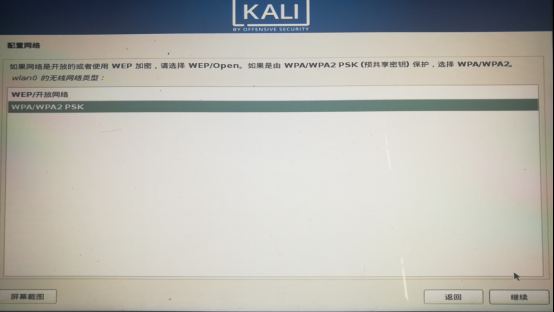 KALI
BY OFFENSIVE SECURITY
配置网络
如果网络是开放的或者使用 WEP 加密，请选择 WEP/Open。如果是由 WPA/WPA2 PSK (预共享密钥) 保护，选择 WPA/WPA2。
wlan0 的无线网络类型：
WEP/开放网络
WPA/WPA2 PSK
屏幕截图
返回
继续